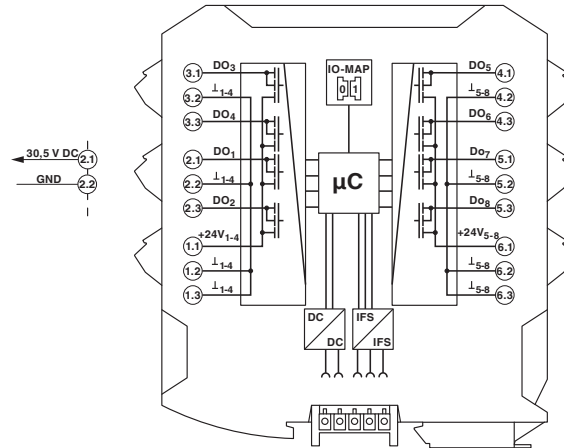 DO3 IO-MAP DO5
3.1 0 1 4.1
3.2 ⊥1-4 ⊥5-8 4.2
3.3 DO4 DO6 4.3
30,5 V DC 2.1 2.1 DO1 Do7 5.1
GND 2.2 2.2 ⊥1-4 µC ⊥5-8 5.2
2.3 DO2 Do8 5.3
1.1 +24V1-4 +24V5-8 6.1
1.2 ⊥1-4 ⊥5-8 6.2
1.3 ⊥1-4 ⊥5-8 6.3
DC IFS
DC IFS